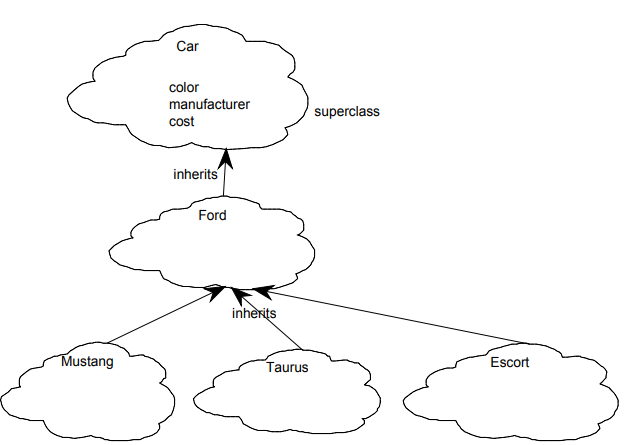 Car
color
manufacturer
cost
superclass
inherits
Ford
inherits
Mustang
Taurus
Escort